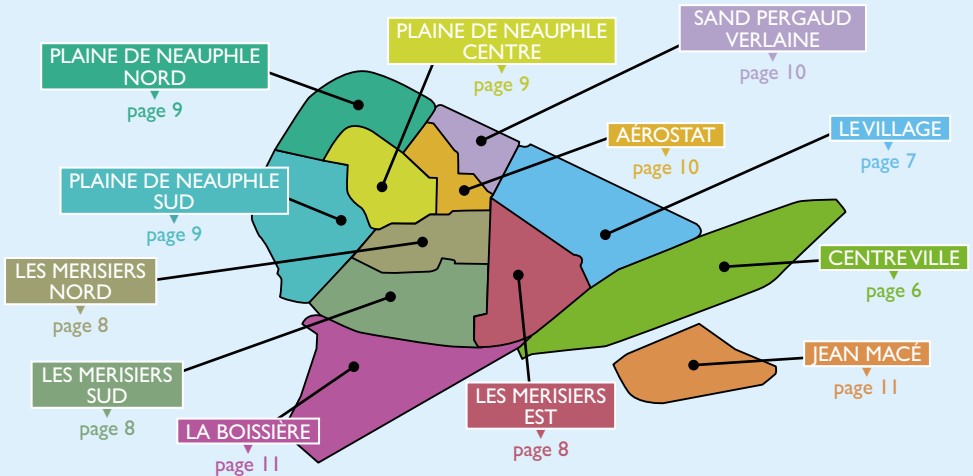 PLAINE DE NEAUPHLE
NORD
page 9
PLAINE DE NEAUPHLE
CENTRE
page 9
SAND PERGAUD
VERLAINE
page 10
AÉROSTAT
page 10
LE VILLAGE
page 7
PLAINE DE NEAUPHLE
SUD
page 9
LES MERISIERS
NORD
page 8
CENTRE VILLE
page 6
LES MERISIERS
SUD
page 8
LA BOISSIÈRE
page 11
LES MERISIERS
EST
page 8
JEAN MACÉ
page 11